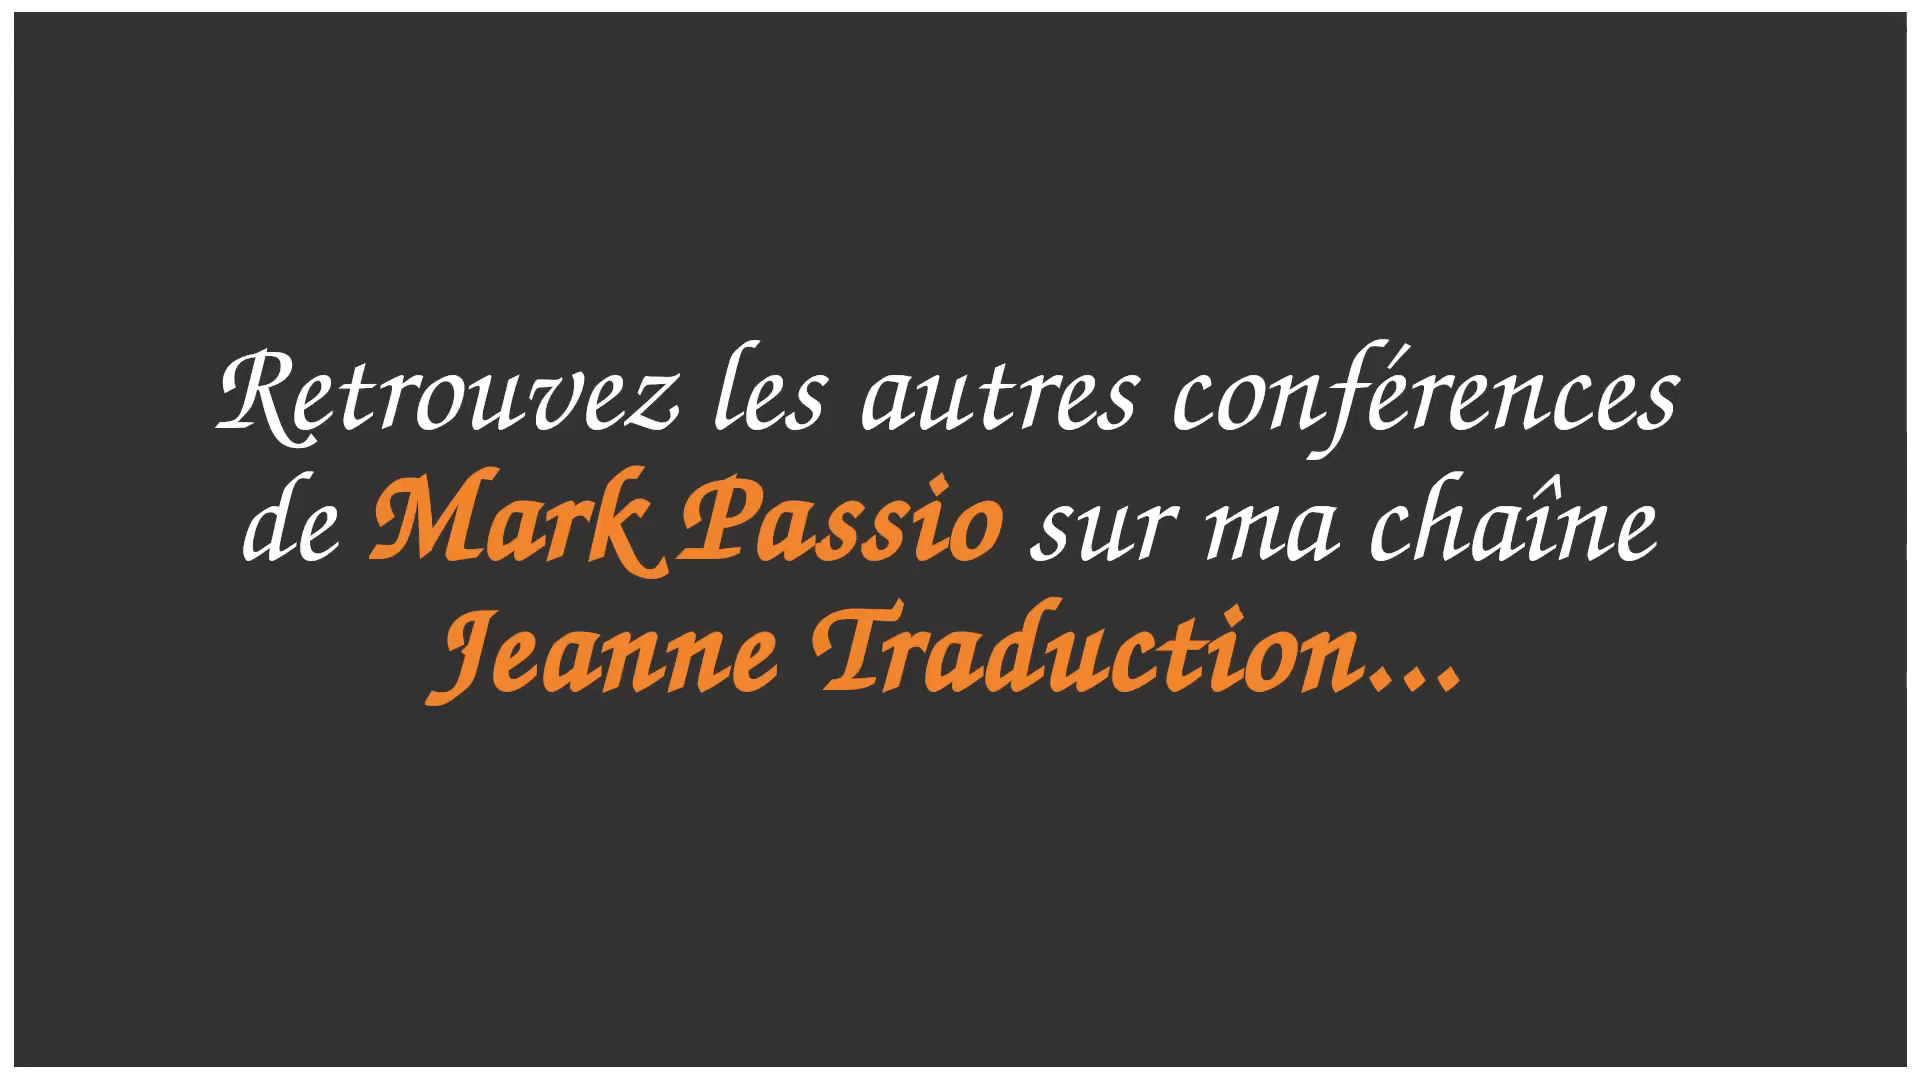 Retrouvez les autres conférences
de Mark Passio sur ma chaîne
Jeanne Traduction...